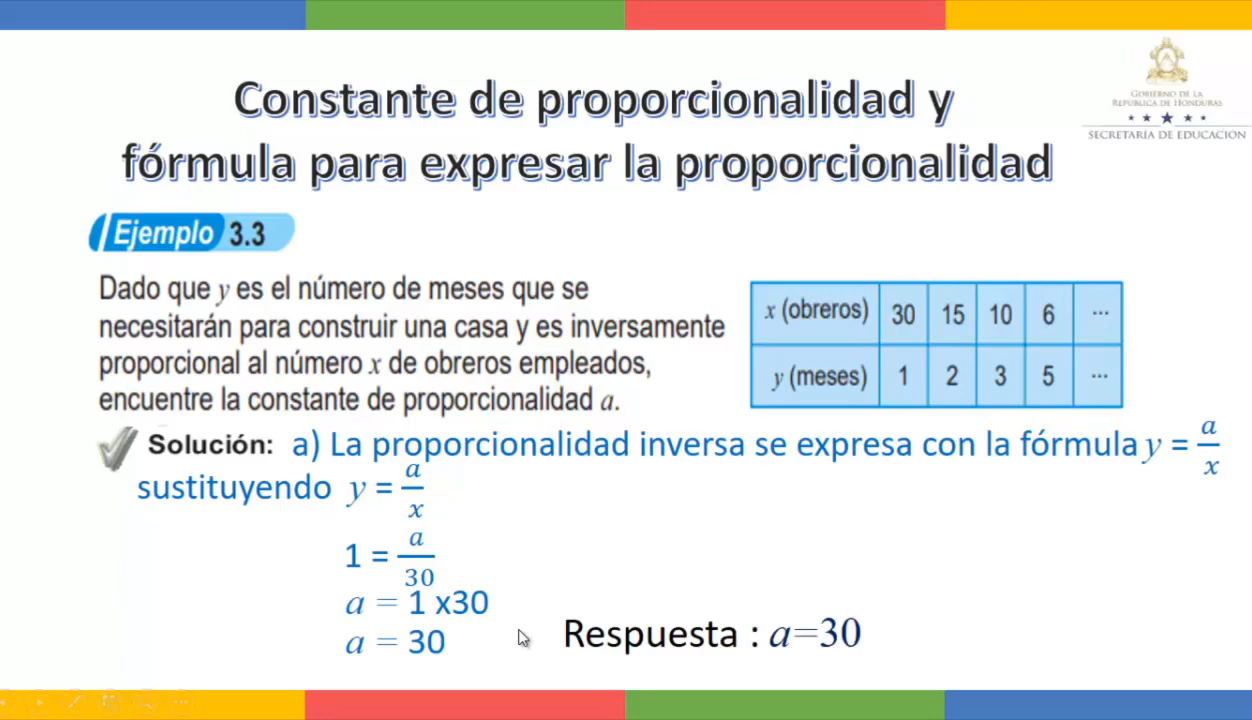 Constante de proporcionalidad y
fórmula para expresar la proporcionalidad
GOBIERNO DE LA
REPÚBLICA DE HONDURAS
SECRETARÍA DE EDUCACIÓN
Ejemplo 3.3
Dado que y es el número de meses que se
necesitarán para construir una casa y es inversamente
proporcional al número x de obreros empleados,
encuentre la constante de proporcionalidad a.
x (obreros) 30 15 10 6 ...
y (meses) 1 2 3 5 ...
Solución: a) La proporcionalidad inversa se expresa con la fórmula y = a/x
sustituyendo y = a/x
1 = a/30
a = 1 x30
a = 30
Respuesta : a=30